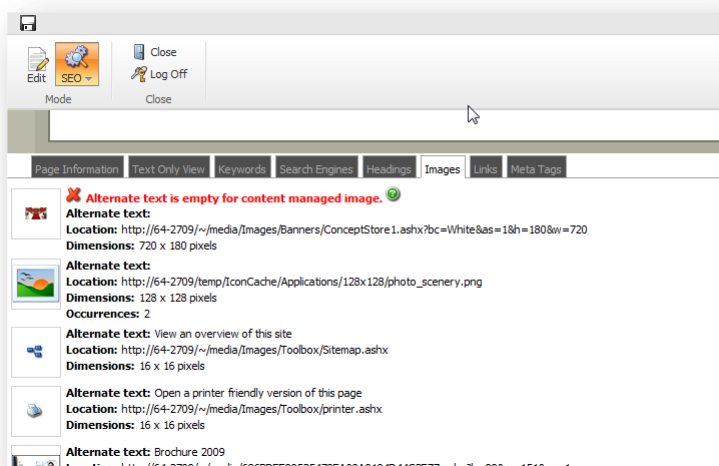 Edit
SEO
Close
Log Off
Mode
Close
Page Information Text Only View Keywords Search Engines Headings Images Links Meta Tags
Alternate text is empty for content managed image.
Alternate text:
Location: http://64-2709/~/media/Images/Banners/ConceptStore1.ashx?bc=White&as=1&h=180&w=720
Dimensions: 720 x 180 pixels
Alternate text:
Location: http://64-2709/temp/IconCache/Applications/128x128/photo_scenery.png
Dimensions: 128 x 128 pixels
Occurrences: 2
Alternate text: View an overview of this site
Location: http://64-2709/~/media/Images/Toolbox/Sitemap.ashx
Dimensions: 16 x 16 pixels
Alternate text: Open a printer friendly version of this page
Location: http://64-2709/~/media/Images/Toolbox/printer.ashx
Dimensions: 16 x 16 pixels
Alternate text: Brochure 2009